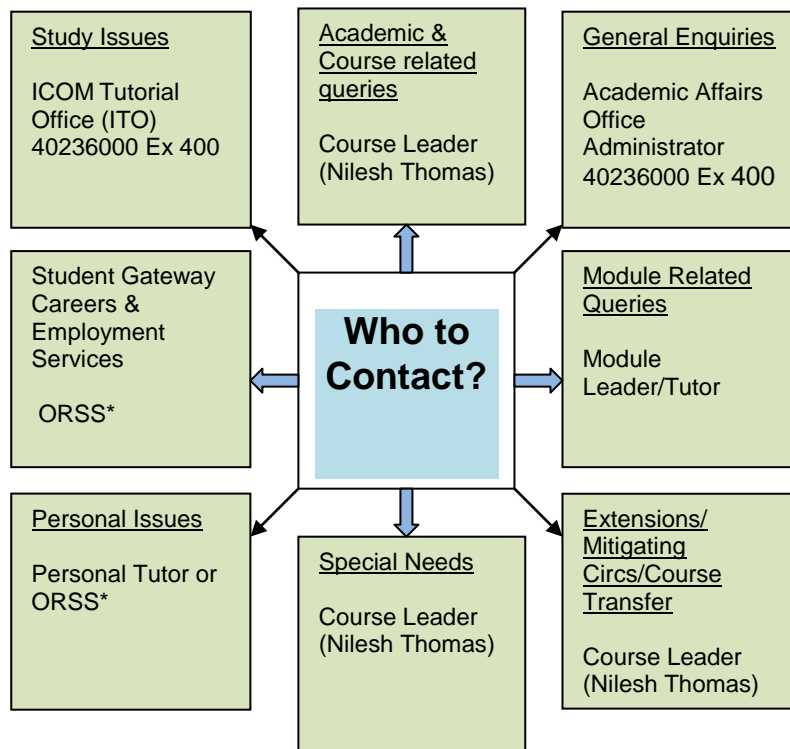 Study Issues
ICOM Tutorial
Office (ITO)
40236000 Ex 400
Academic &
Course related
queries
Course Leader
(Nilesh Thomas)
General Enquiries
Academic Affairs
Office
Administrator
40236000 Ex 400
Student Gateway
Careers &
Employment
Services
ORSS*
Who to
Contact?
Module Related
Queries
Module
Leader/Tutor
Personal Issues
Personal Tutor or
ORSS*
Special Needs
Course Leader
(Nilesh Thomas)
Extensions/
Mitigating
Circs/Course
Transfer
Course Leader
(Nilesh Thomas)